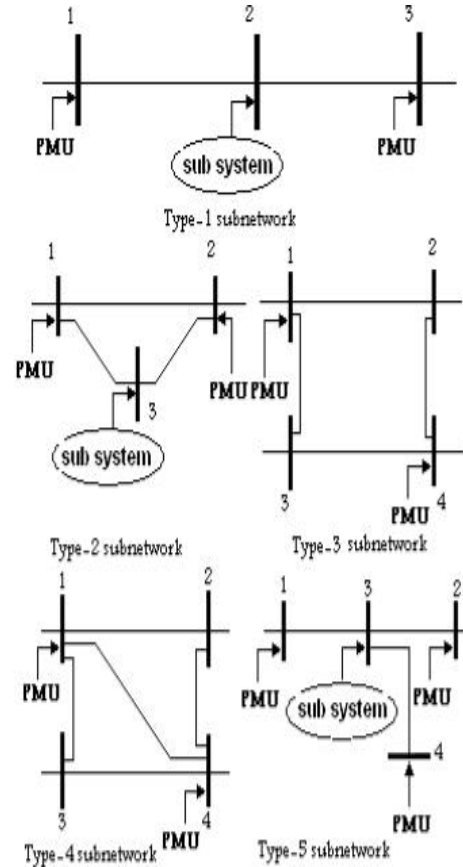 1 2 3
PMU PMU
sub system
Type-1 subnetwork
1 2
PMU PMU
3
sub system
Type-2 subnetwork
1 2
PMU
3 4
PMU
Type-3 subnetwork
1 2
PMU
3 4
PMU
Type-4 subnetwork
1 3 2
PMU PMU
sub system
4
PMU
Type-5 subnetwork